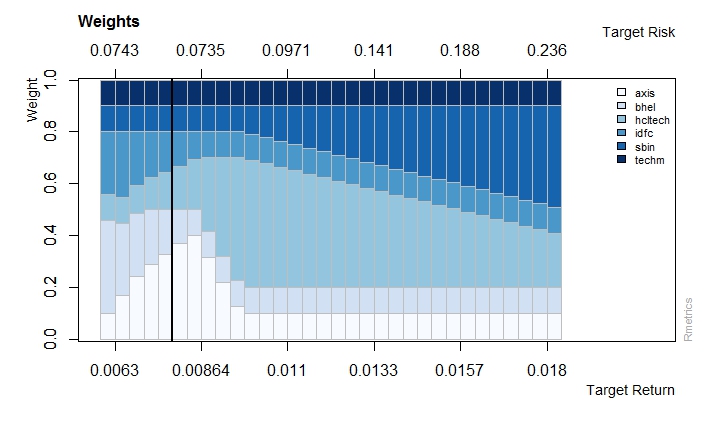 Weights
Target Risk
0.0743 0.0735 0.0971 0.141 0.188 0.236
Weight
1.0
0.8
0.6
0.4
0.2
0.0
axis
bhel
hcltech
idfc
sbin
techm
Rmetrics
0.0063 0.00864 0.011 0.0133 0.0157 0.018
Target Return